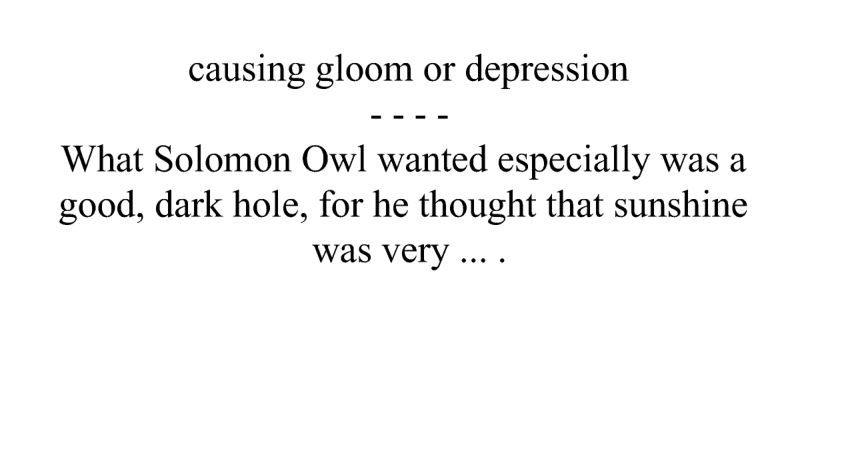 causing gloom or depression
- - - -
What Solomon Owl wanted especially was a
good, dark hole, for he thought that sunshine
was very ... .